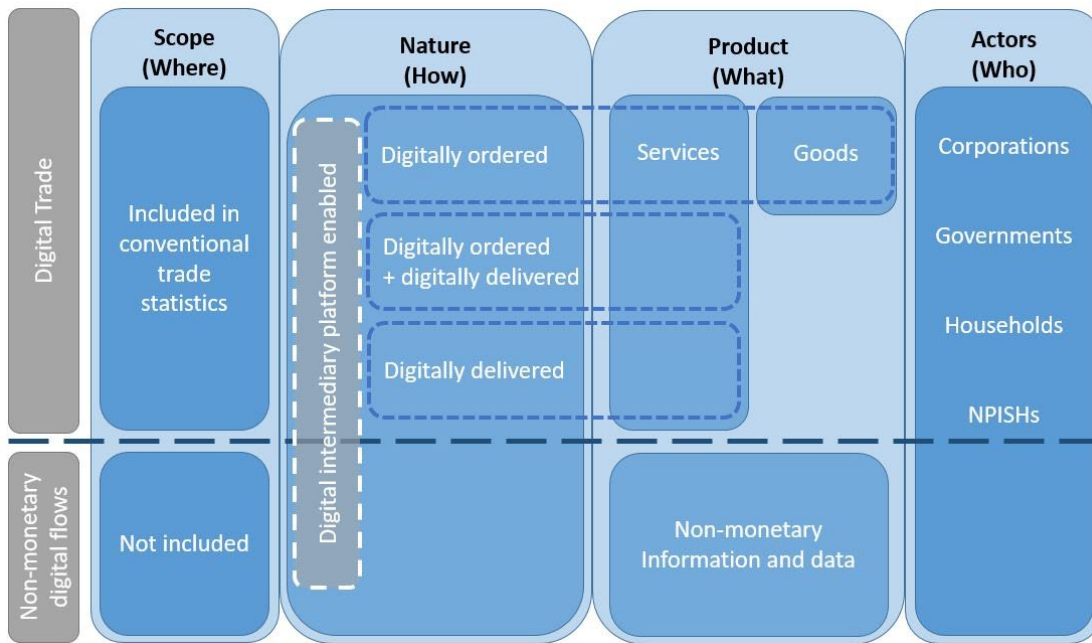 Digital Trade
Non-monetary
digital flows
Scope
(Where)
Included in
conventional
trade
statistics
Not included
Nature
(How)
Digital intermediary platform enabled
Digitally ordered
Digitally ordered
+ digitally delivered
Digitally delivered
Product
(What)
Services
Goods
Non-monetary
Information and data
Actors
(Who)
Corporations
Governments
Households
NPISHs